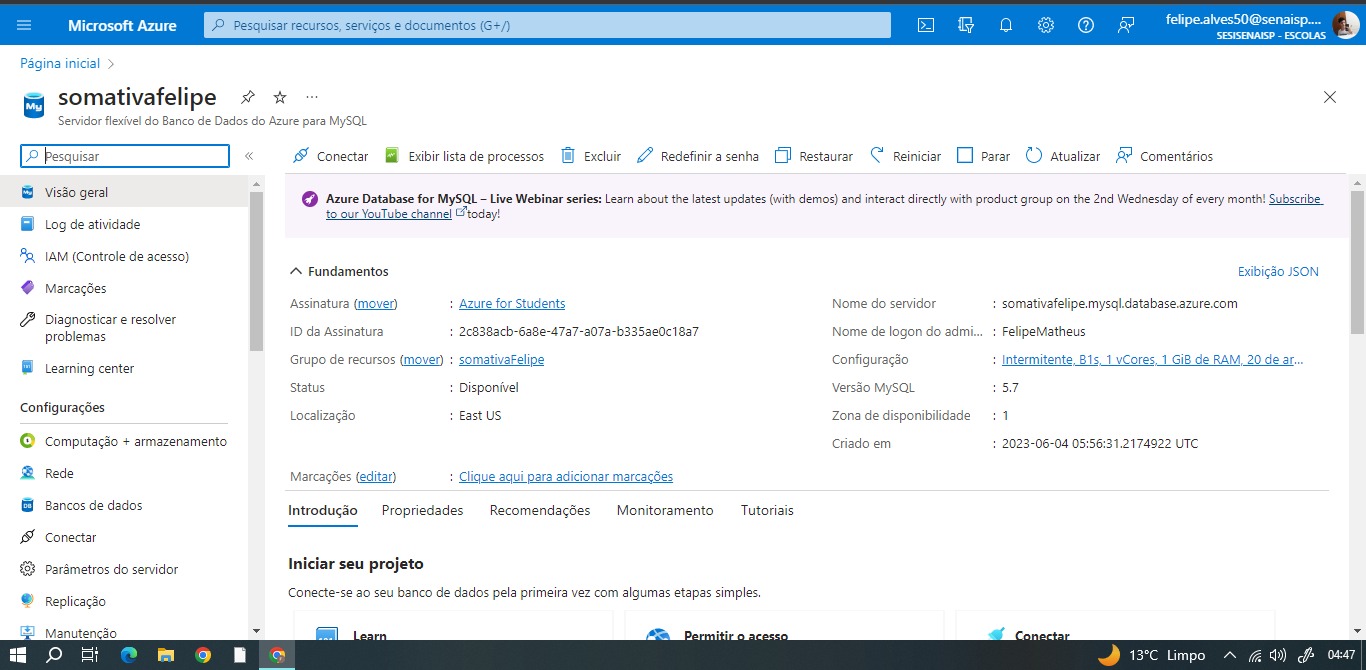 Microsoft Azure
Pesquisar recursos, serviços e documentos (G+/)
felipe.alves50@senaisp....
SESISENAISP - ESCOLAS
Página inicial
somativafelipe
Servidor flexível do Banco de Dados do Azure para MySQL
Pesquisar
Conectar
Exibir lista de processos
Excluir
Redefinir a senha
Restaurar
Reiniciar
Parar
Atualizar
Comentários
Visão geral
Log de atividade
IAM (Controle de acesso)
Marcações
Diagnosticar e resolver
problemas
Learning center
Configurações
Computação + armazenamento
Rede
Bancos de dados
Conectar
Parâmetros do servidor
Replicação
Manutenção
Azure Database for MySQL – Live Webinar series: Learn about the latest updates (with demos) and interact directly with product group on the 2nd Wednesday of every month! Subscribe
to our YouTube channel today!
Fundamentos
Exibição JSON
Assinatura (mover) : Azure for Students
ID da Assinatura : 2c838acb-6a8e-47a7-a07a-b335ae0c18a7
Grupo de recursos (mover) : somativaFelipe
Status : Disponível
Localização : East US
Nome do servidor : somativafelipe.mysql.database.azure.com
Nome de logon do admi... : FelipeMatheus
Configuração : Intermitente, B1s, 1 vCores, 1 GiB de RAM, 20 de ar...
Versão MySQL : 5.7
Zona de disponibilidade : 1
Criado em : 2023-06-04 05:56:31.2174922 UTC
Marcações (editar) : Clique aqui para adicionar marcações
Introdução
Propriedades
Recomendações
Monitoramento
Tutoriais
Iniciar seu projeto
Conecte-se ao seu banco de dados pela primeira vez com algumas etapas simples.
Learn
Permitir o acesso
Conectar
13°C Limpo
04:47